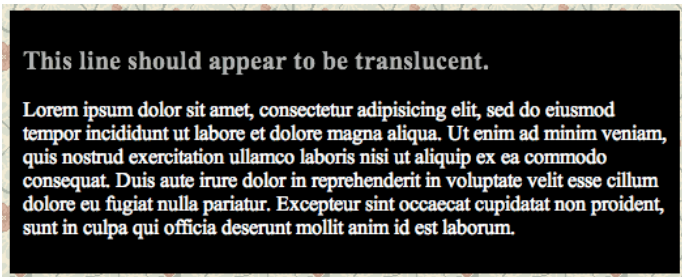 This line should appear to be translucent.
Lorem ipsum dolor sit amet, consectetur adipisicing elit, sed do eiusmod
tempor incididunt ut labore et dolore magna aliqua. Ut enim ad minim veniam,
quis nostrud exercitation ullamco laboris nisi ut aliquip ex ea commodo
consequat. Duis aute irure dolor in reprehenderit in voluptate velit esse cillum
dolore eu fugiat nulla pariatur. Excepteur sint occaecat cupidatat non proident,
sunt in culpa qui officia deserunt mollit anim id est laborum.